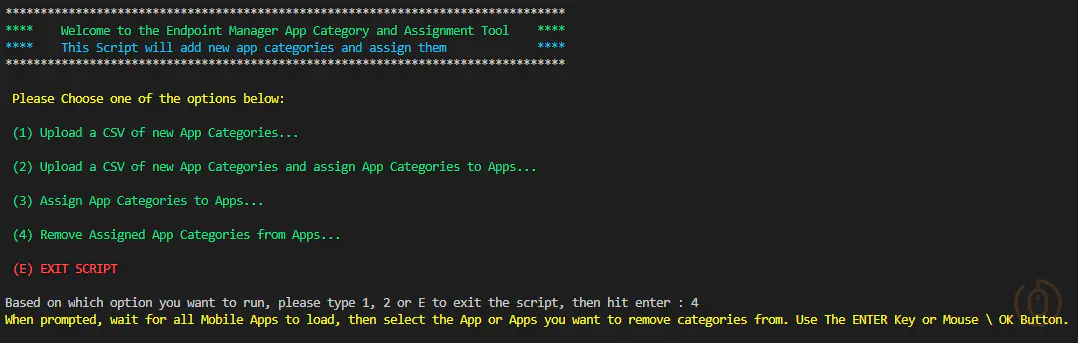 ********************************************************************************
**** Welcome to the Endpoint Manager App Category and Assignment Tool ****
**** This Script will add new app categories and assign them ****
********************************************************************************
Please Choose one of the options below:
(1) Upload a CSV of new App Categories...
(2) Upload a CSV of new App Categories and assign App Categories to Apps...
(3) Assign App Categories to Apps...
(4) Remove Assigned App Categories from Apps...
(E) EXIT SCRIPT
Based on which option you want to run, please type 1, 2 or E to exit the script, then hit enter : 4
When prompted, wait for all Mobile Apps to load, then select the App or Apps you want to remove categories from. Use The ENTER Key or Mouse \ OK Button.